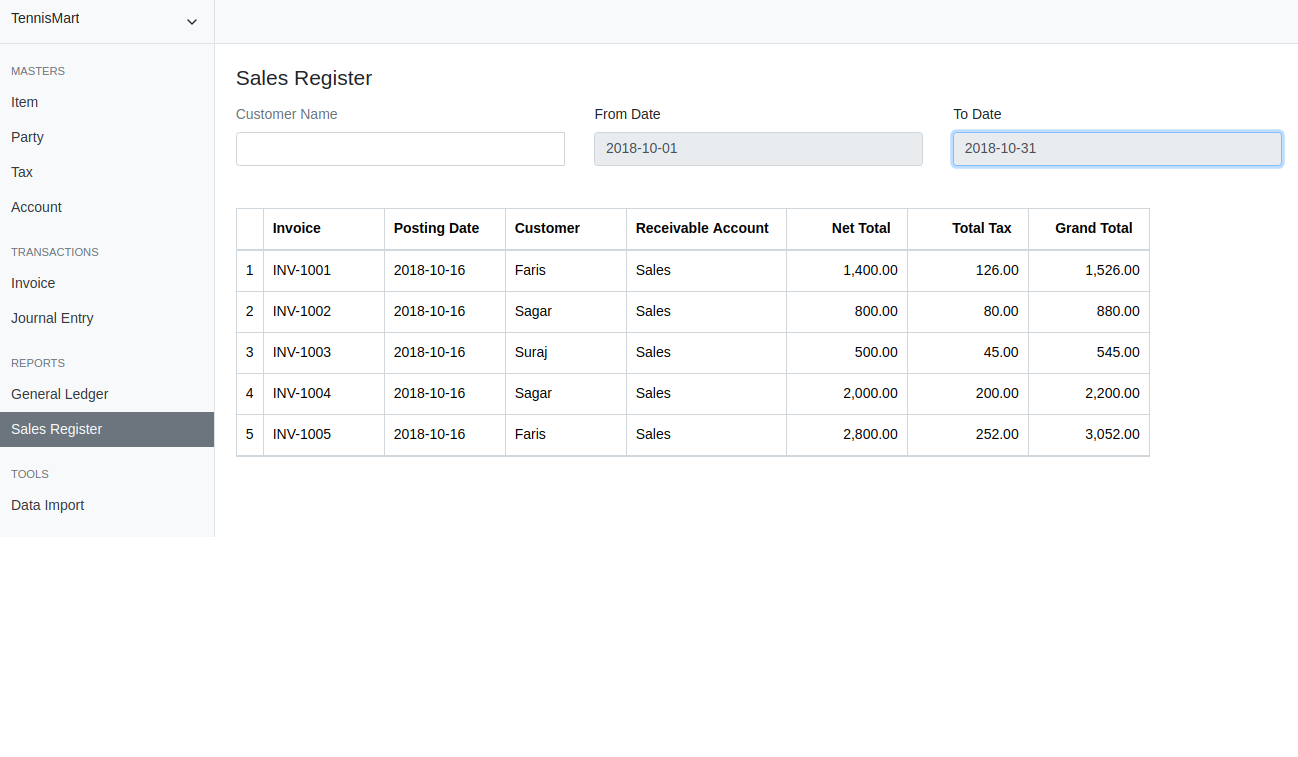 TennisMart
MASTERS
Item
Party
Tax
Account
TRANSACTIONS
Invoice
Journal Entry
REPORTS
General Ledger
Sales Register
TOOLS
Data Import
Sales Register
Customer Name From Date To Date
2018-10-01 2018-10-31
Invoice Posting Date Customer Receivable Account Net Total Total Tax Grand Total
1 INV-1001 2018-10-16 Faris Sales 1,400.00 126.00 1,526.00
2 INV-1002 2018-10-16 Sagar Sales 800.00 80.00 880.00
3 INV-1003 2018-10-16 Suraj Sales 500.00 45.00 545.00
4 INV-1004 2018-10-16 Sagar Sales 2,000.00 200.00 2,200.00
5 INV-1005 2018-10-16 Faris Sales 2,800.00 252.00 3,052.00